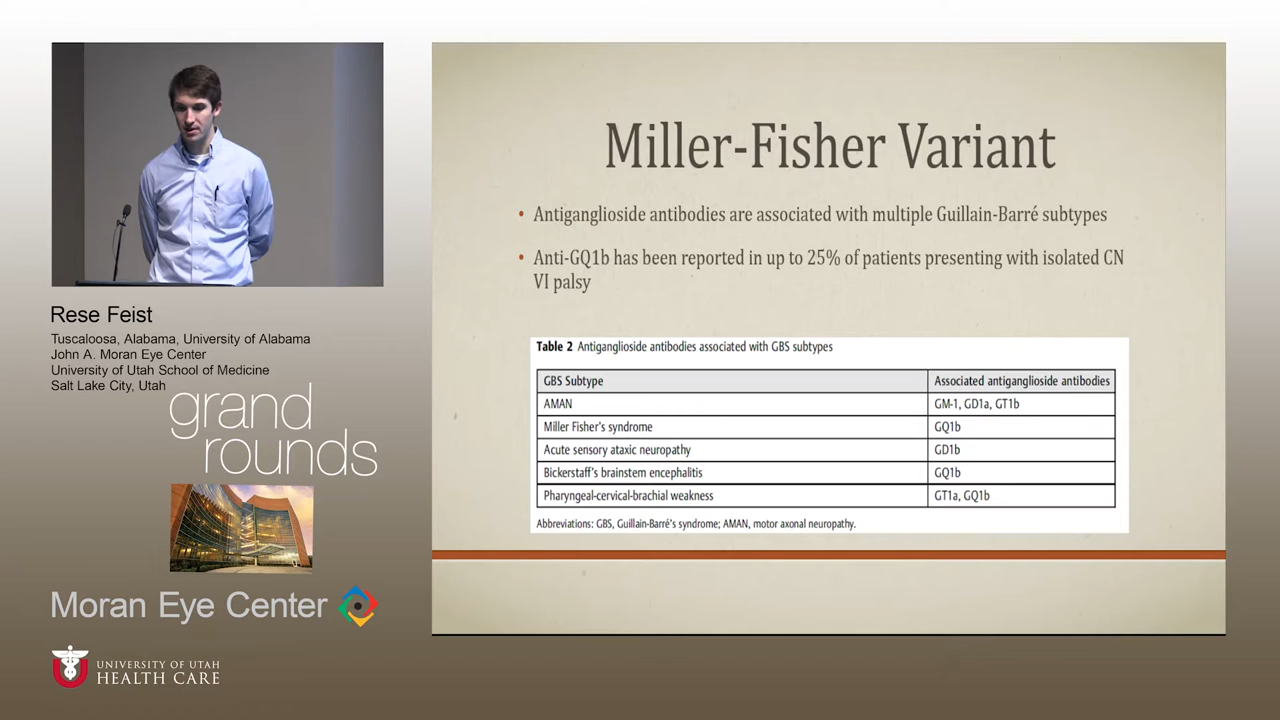 Rese Feist
Tuscaloosa, Alabama, University of Alabama
John A. Moran Eye Center
University of Utah School of Medicine
Salt Lake City, Utah
grand
rounds
Moran Eye Center
UNIVERSITY OF UTAH
HEALTH CARE
Miller-Fisher Variant
• Antiganglioside antibodies are associated with multiple Guillain-Barré subtypes
• Anti-GQ1b has been reported in up to 25% of patients presenting with isolated CN
VI palsy
Table 2 Antiganglioside antibodies associated with GBS subtypes
GBS Subtype Associated antiganglioside antibodies
AMAN GM-1, GD1a, GT1b
Miller Fisher's syndrome GQ1b
Acute sensory ataxic neuropathy GD1b
Bickerstaff's brainstem encephalitis GQ1b
Pharyngeal-cervical-brachial weakness GT1a, GQ1b
Abbreviations: GBS, Guillain-Barré's syndrome; AMAN, motor axonal neuropathy.